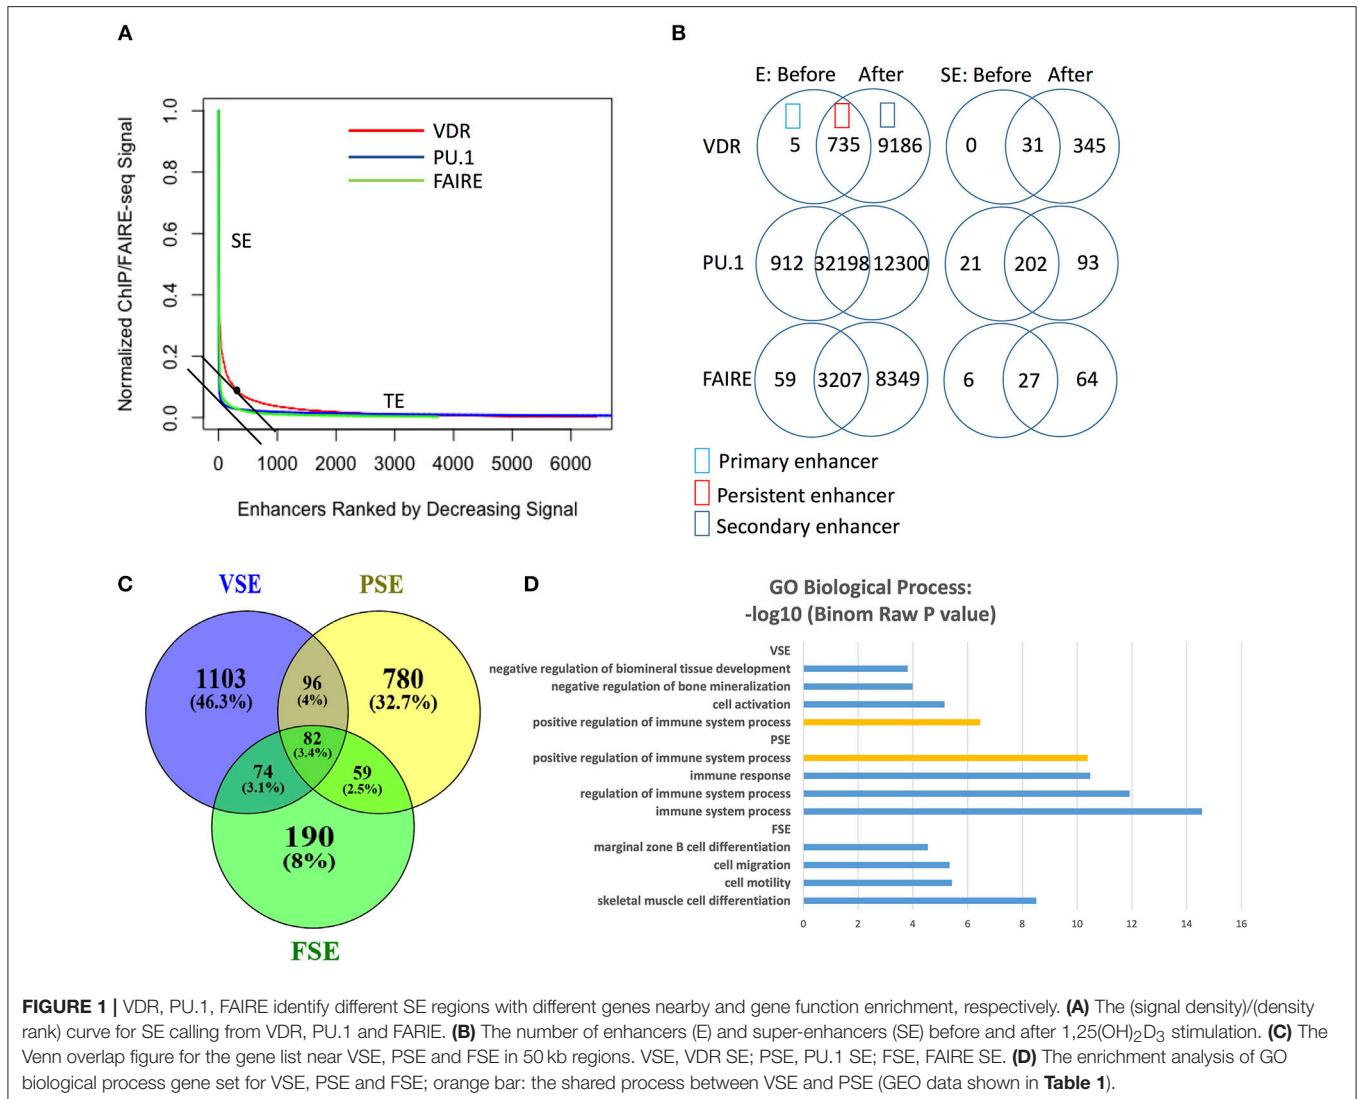 A
Normalized ChIP/FAIRE-seq Signal
1.0
0.8
0.6
0.4
0.2
0.0
VDR
PU.1
FAIRE
SE
TE
0 1000 2000 3000 4000 5000 6000
Enhancers Ranked by Decreasing Signal
B
E: Before After SE: Before After
VDR 5 735 9186 0 31 345
PU.1 912 32198 12300 21 202 93
FAIRE 59 3207 8349 6 27 64
Primary enhancer
Persistent enhancer
Secondary enhancer
C
VSE PSE
1103 96 780
(46.3%) (4%) (32.7%)
82
(3.4%)
74 59
(3.1%) (2.5%)
190
(8%)
FSE
D
GO Biological Process:
-log10 (Binom Raw P value)
VSE
negative regulation of biomineral tissue development
negative regulation of bone mineralization
cell activation
positive regulation of immune system process
PSE
positive regulation of immune system process
immune response
regulation of immune system process
immune system process
FSE
marginal zone B cell differentiation
cell migration
cell motility
skeletal muscle cell differentiation
0 2 4 6 8 10 12 14 16
FIGURE 1 | VDR, PU.1, FAIRE identify different SE regions with different genes nearby and gene function enrichment, respectively. (A) The (signal density)/(density
rank) curve for SE calling from VDR, PU.1 and FARIE. (B) The number of enhancers (E) and super-enhancers (SE) before and after 1,25(OH)2D3 stimulation. (C) The
Venn overlap figure for the gene list near VSE, PSE and FSE in 50 kb regions. VSE, VDR SE; PSE, PU.1 SE; FSE, FAIRE SE. (D) The enrichment analysis of GO
biological process gene set for VSE, PSE and FSE; orange bar: the shared process between VSE and PSE (GEO data shown in Table 1).